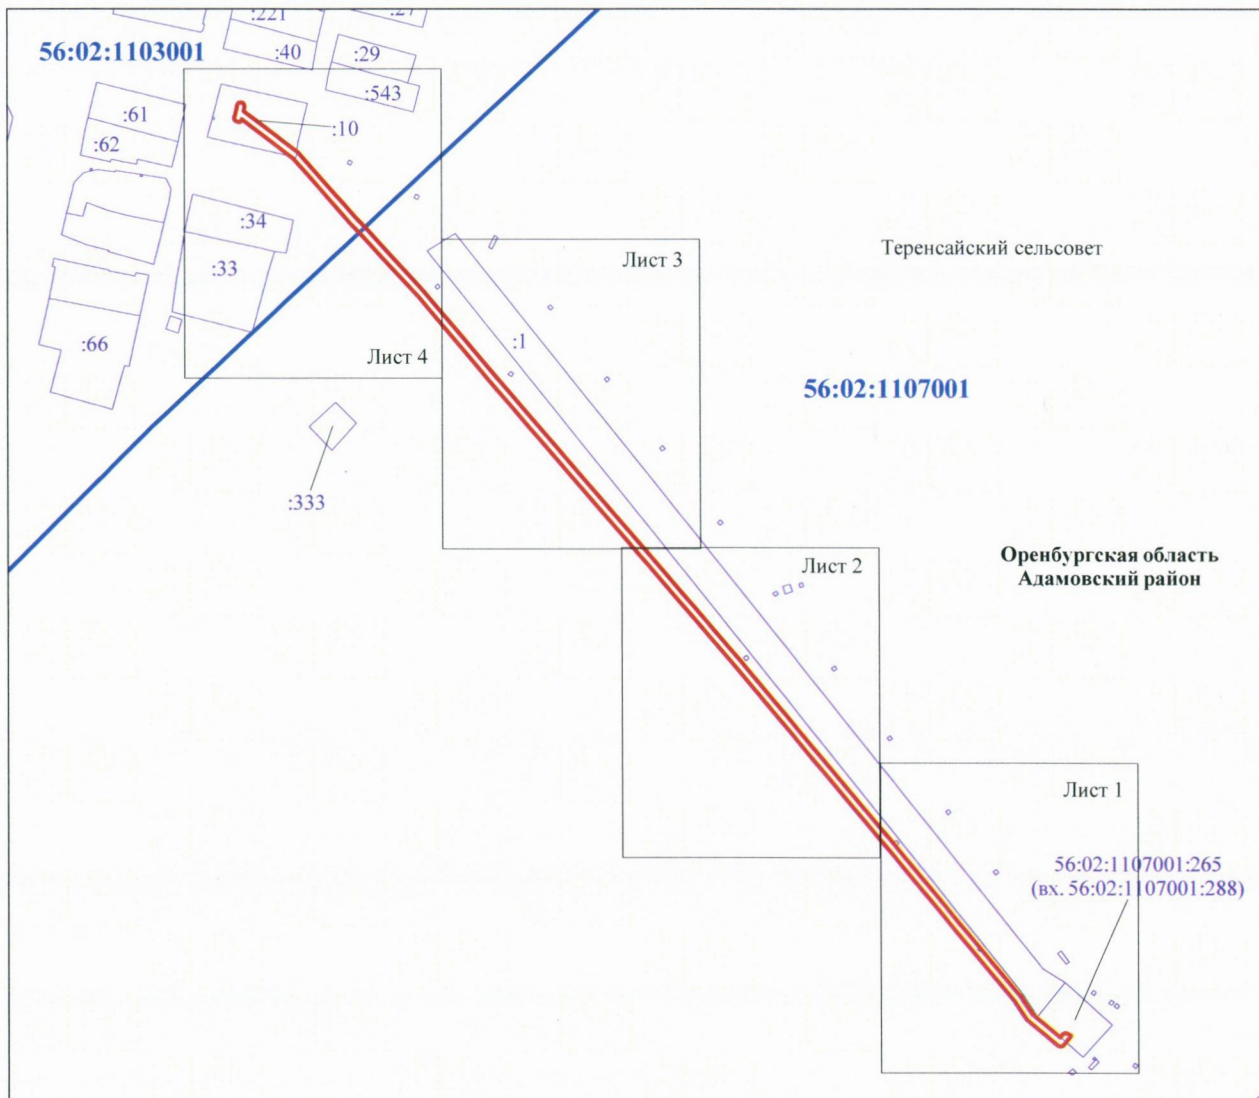 :221
:27
56:02:1103001
:40
:29
:543
:61
:10
:62
:34
Теренсайский сельсовет
Лист 3
:33
:1
:66
Лист 4
56:02:1107001
:333
Оренбургская область
Адамовский район
Лист 2
Лист 1
56:02:1107001:265
(вх. 56:02:1107001:288)